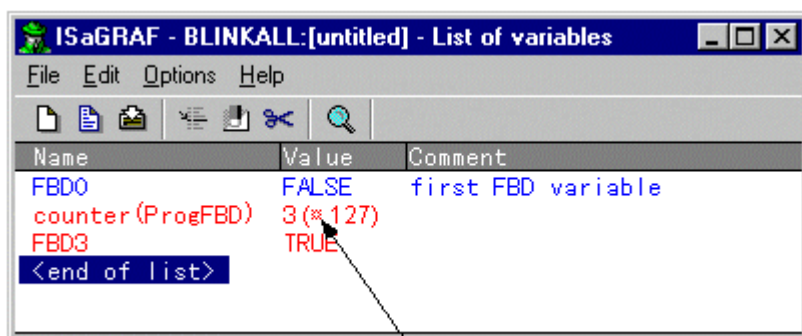 ISaGRAF - BLINKALL:[untitled] - List of variables
File Edit Options Help
Name Value Comment
FBD0 FALSE first FBD variable
counter(ProgFBD) 3(※127)
FBD3 TRUE
<end of list>